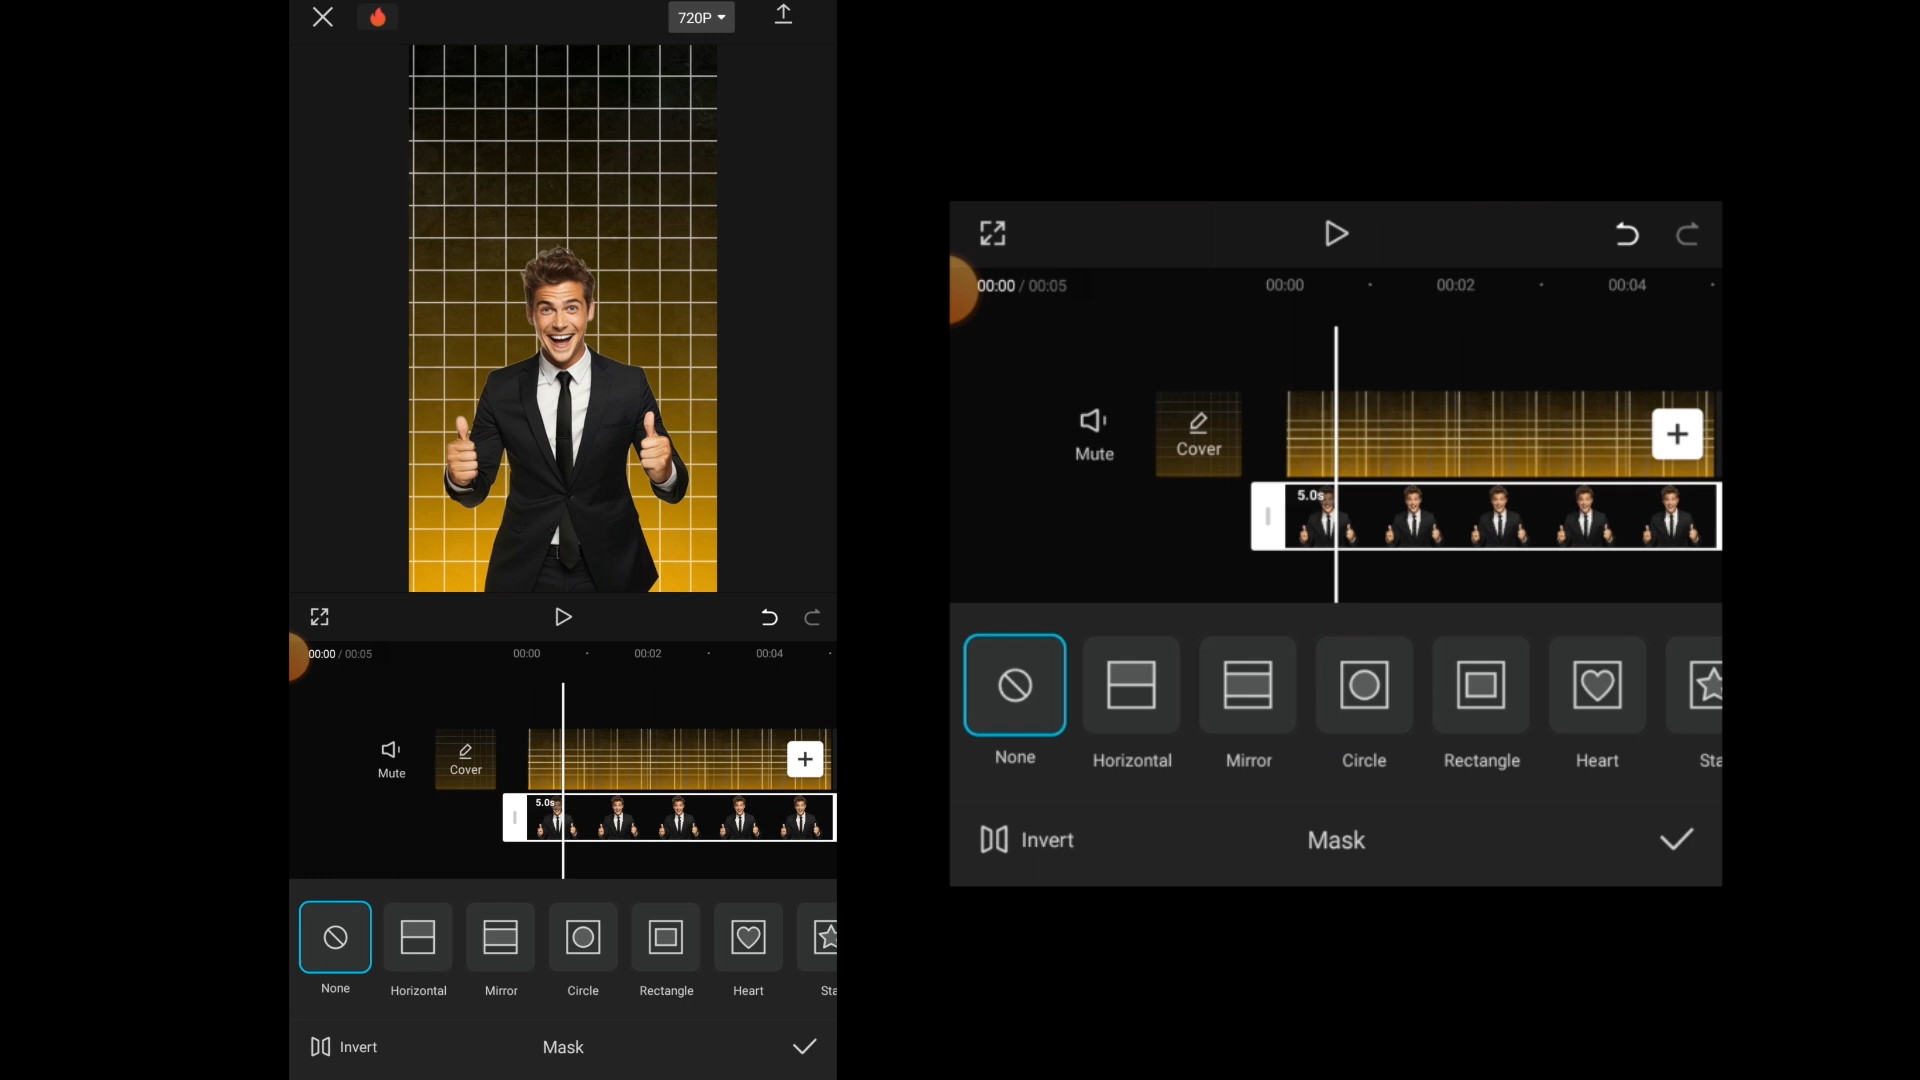 720P
00:00 / 00:05
00:00
00:02
00:04
Mute
Cover
5.0s
None
Horizontal
Mirror
Circle
Rectangle
Heart
Sta
Invert
Mask
00:00 / 00:05
00:00
00:02
00:04
Mute
Cover
5.0s
None
Horizontal
Mirror
Circle
Rectangle
Heart
Sta
Invert
Mask